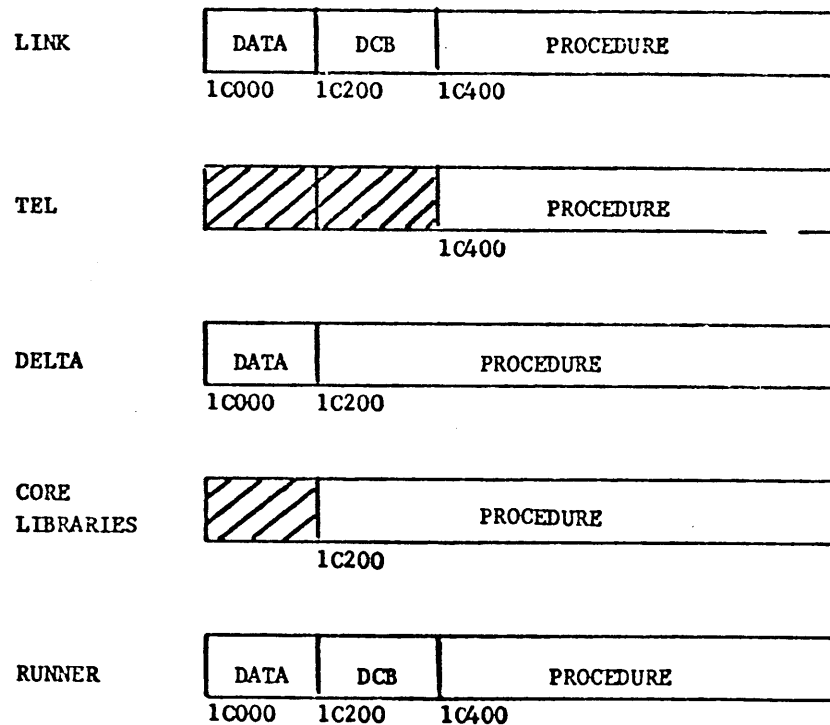 LINK DATA DCB PROCEDURE
1C000 1C200 1C400
TEL PROCEDURE
1C400
DELTA DATA PROCEDURE
1C000 1C200
CORE
LIBRARIES PROCEDURE
1C200
RUNNER DATA DCB PROCEDURE
1C000 1C200 1C400